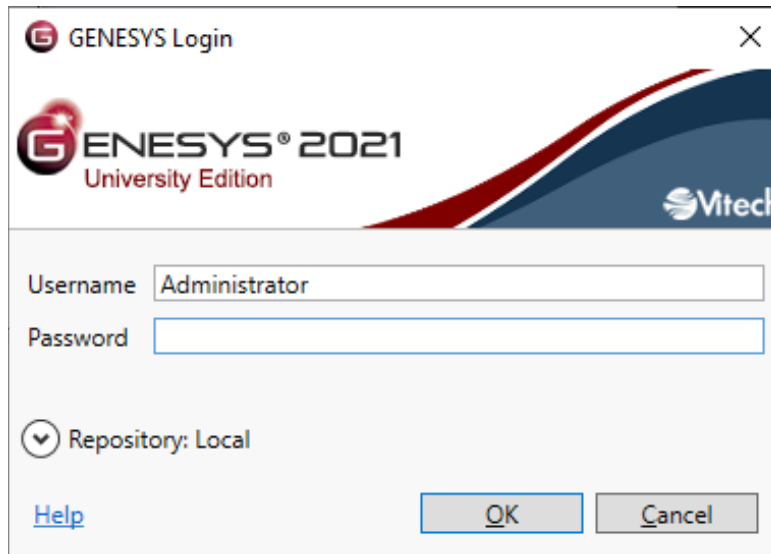 GENESYS Login
GENESYS® 2021
University Edition
Vitech
Username Administrator
Password
Repository: Local
Help OK Cancel